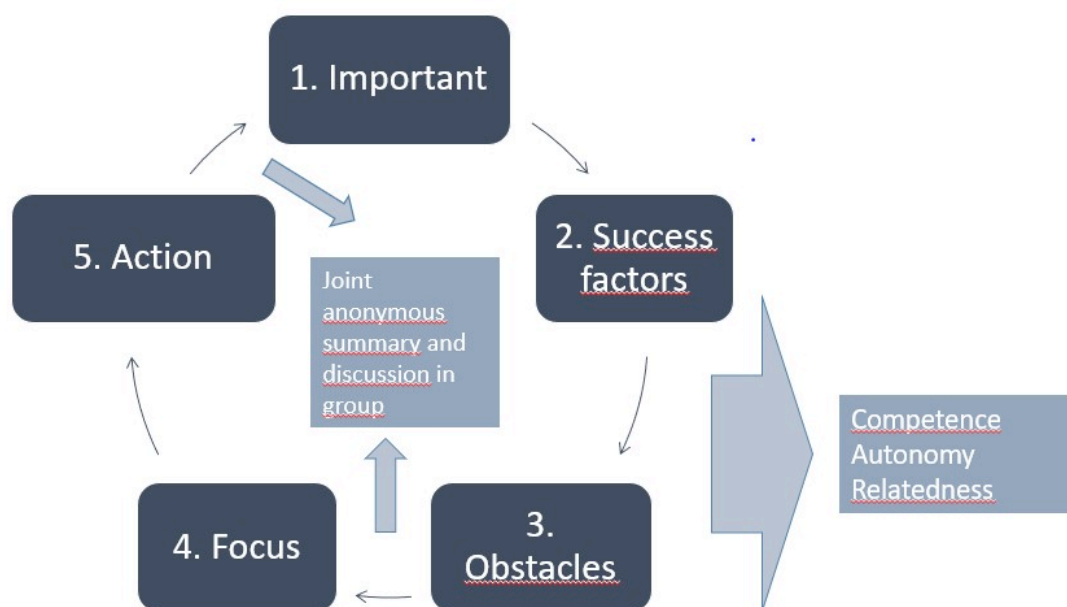 1. Important
2. Success
factors
3.
Obstacles
4. Focus
5. Action
Joint
anonymous
summary and
discussion in
group
Competence
Autonomy
Relatedness